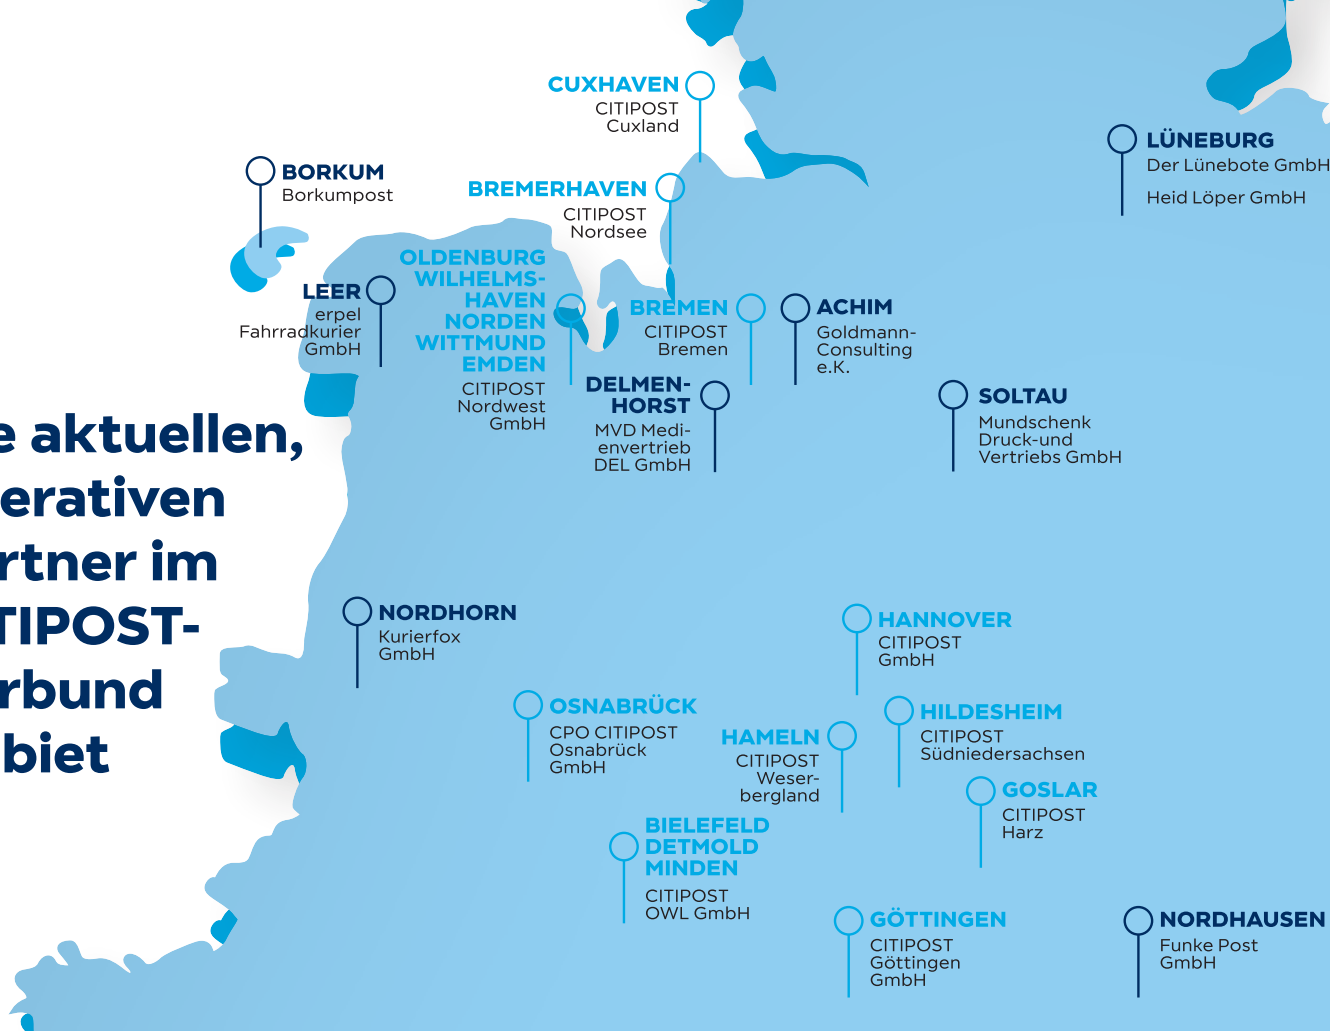 CUXHAVEN
CITIPOST
Cuxland
BORKUM
Borkumpost
BREMERHAVEN
CITIPOST
Nordsee
LÜNEBURG
Der Lünebote GmbH
Heid Löper GmbH
LEER
erpel
Fahrradkurier
GmbH
OLDENBURG
WILHELMS-
HAVEN
NORDEN
WITTMUND
EMDEN
CITIPOST
Nordwest
GmbH
BREMEN
CITIPOST
Bremen
ACHIM
Goldmann-
Consulting
e.K.
DELMEN-
HORST
MVD Medi-
envertrieb
DEL GmbH
SOLTAU
Mundschenk
Druck-und
Vertriebs GmbH
e aktuellen,
erativen
rtner im
TIPOST-
rbund
biet
NORDHORN
Kurierfox
GmbH
HANNOVER
CITIPOST
GmbH
OSNABRÜCK
CPO CITIPOST
Osnabrück
GmbH
HAMELN
CITIPOST
Weser-
bergland
HILDESHEIM
CITIPOST
Südniedersachsen
GOSLAR
CITIPOST
Harz
BIELEFELD
DETMOLD
MINDEN
CITIPOST
OWL GmbH
GÖTTINGEN
CITIPOST
Göttingen
GmbH
NORDHAUSEN
Funke Post
GmbH